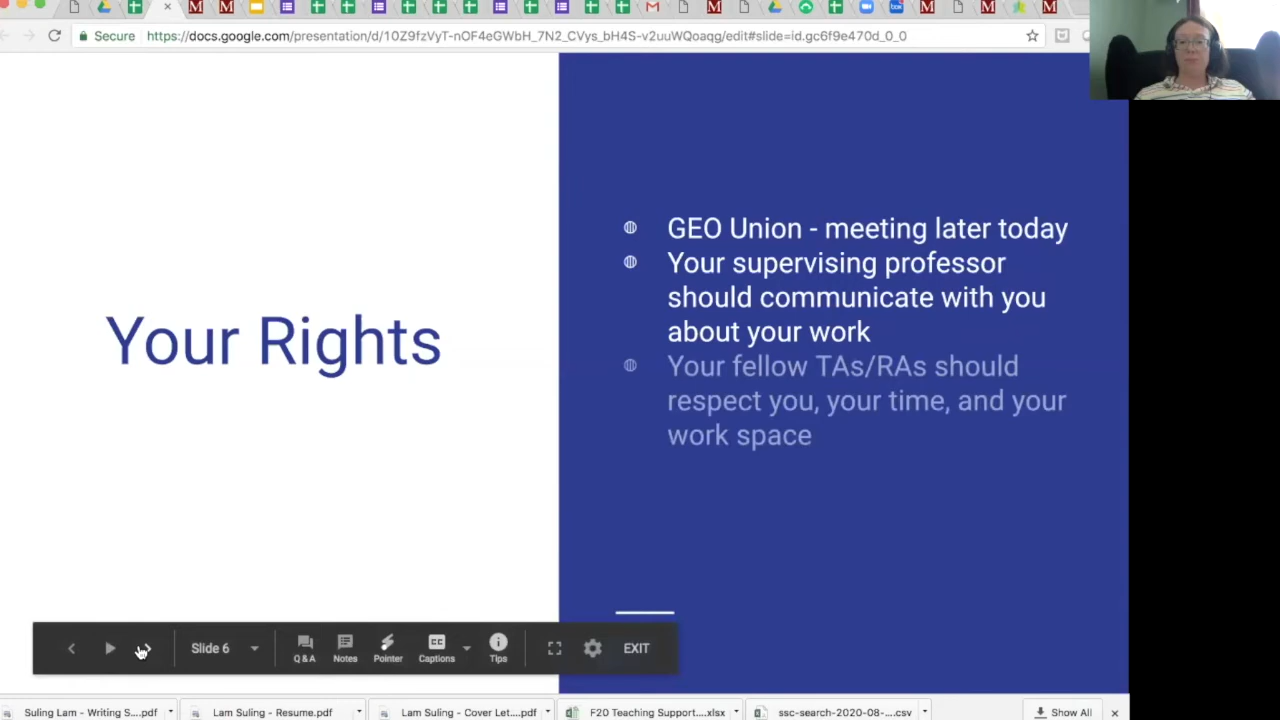 Secure
https://docs.google.com/presentation/d/10Z9fzVyT-nOF4eGWbH_7N2_CVys_bH4S-v2uuWQoaqg/edit#slide=id.gc6f9e470d_0_0
Your Rights
GEO Union - meeting later today
Your supervising professor
should communicate with you
about your work
Your fellow TAs/RAs should
respect you, your time, and your
work space
Slide 6
Q & A
Notes
Pointer
CC
Captions
Tips
EXIT
Suling Lam - Writing S....pdf
Lam Suling - Resume.pdf
Lam Suling - Cover Let....pdf
F20 Teaching Support....xlsx
ssc-search-2020-08-....csv
Show All